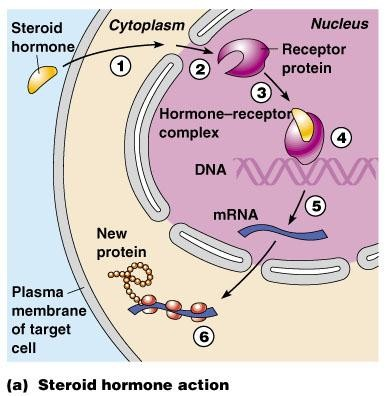 Steroid
hormone
Cytoplasm
Nucleus
1
2
Receptor
protein
3
Hormone–receptor
complex
4
DNA
5
mRNA
New
protein
Plasma
membrane
of target
cell
6
(a) Steroid hormone action